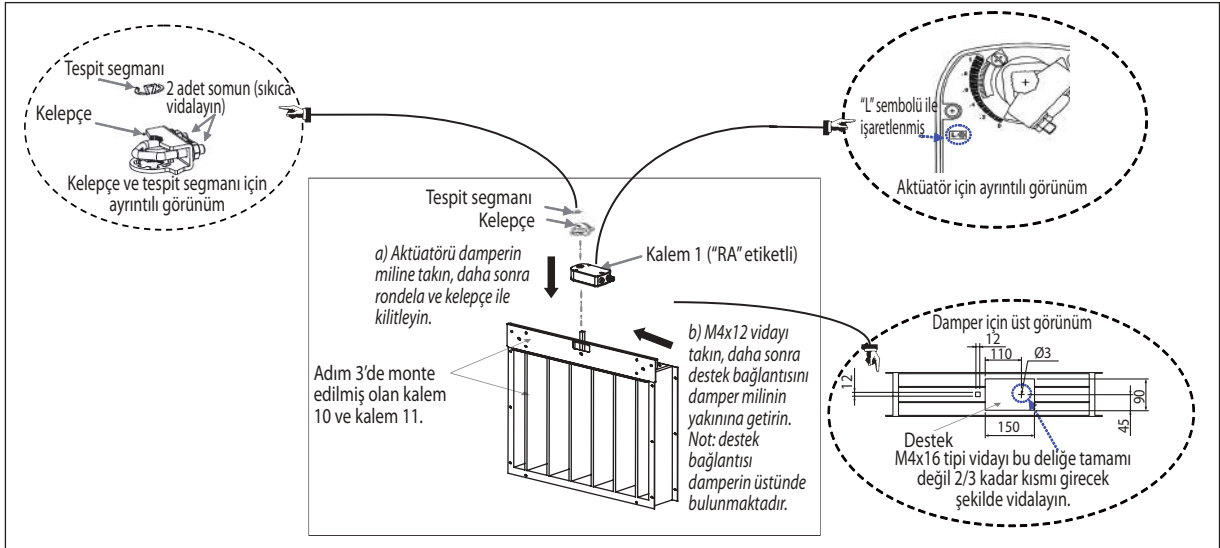 Tespit segmanı
2 adet somun (sıkıca
vidalayın)
Kelepçe
Kelepçe ve tespit segmanı için
ayrıntılı görünüm
"L" sembolü ile
işaretlenmiş
L
Aktüatör için ayrıntılı görünüm
Tespit segmanı
Kelepçe
Kalem 1 ("RA" etiketli)
a) Aktüatörü damperin
miline takın, daha sonra
rondela ve kelepçe ile
kilitleyin.
Adım 3'de monte
edilmiş olan kalem
10 ve kalem 11.
b) M4x12 vidayı
takın, daha sonra
destek bağlantısını
damper milinin
yakınına getirin.
Not: destek
bağlantısı
damperin üstünde
bulunmaktadır.
Damper için üst görünüm
12
110
Ø3
12
90
45
150
Destek
M4x16 tipi vidayı bu deliğe tamamı
değil 2/3 kadar kısmı girecek
şekilde vidalayın.